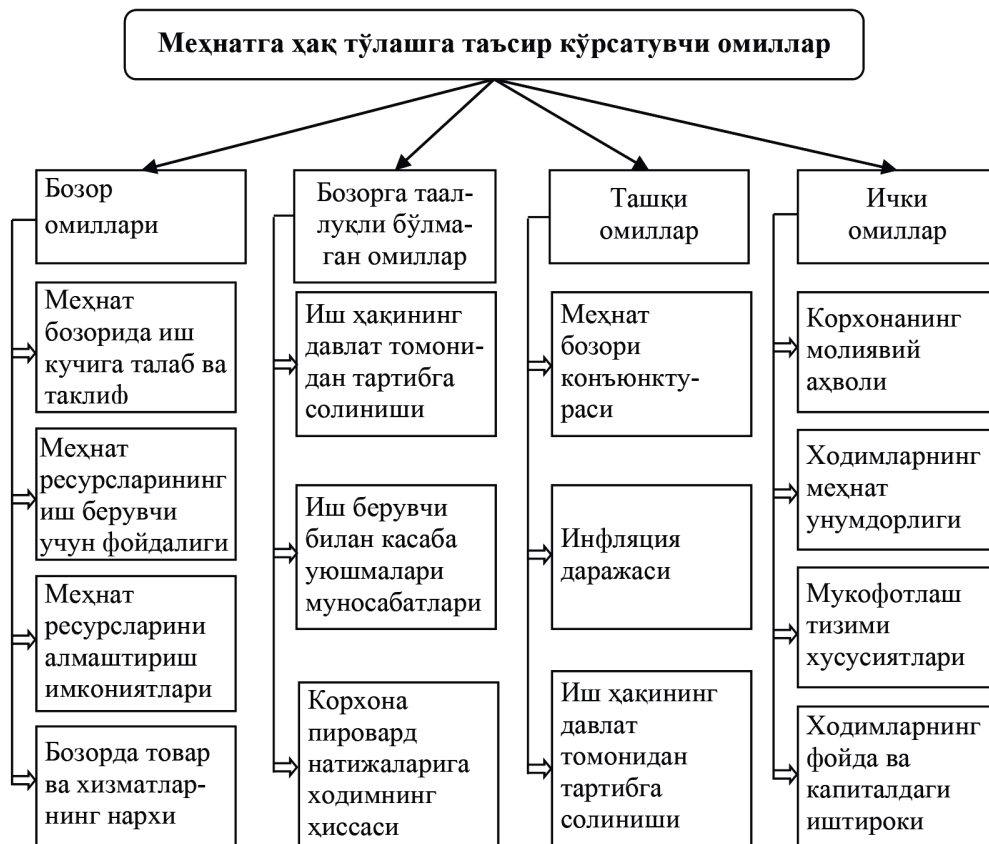 Меҳнатга ҳақ тўлашга таъсир кўрсатувчи омиллар
Бозор
омиллари
Меҳнат
бозорида иш
кучига талаб ва
таклиф
Меҳнат
ресурсларининг
иш берувчи
учун фойдалиги
Меҳнат
ресурсларини
алмаштириш
имкониятлари
Бозорда товар
ва хизматлар-
нинг нархи
Бозорга таал-
луқли бўлма-
ган омиллар
Иш ҳақининг
давлат томони-
дан тартибга
солиниши
Иш берувчи
билан касаба
уюшмалари
муносабатлари
Корхона
пировард
натижаларига
ходимнинг
ҳиссаси
Ташқи
омиллар
Меҳнат
бозори
конъюнкту-
раси
Инфляция
даражаси
Иш ҳақининг
давлат
томонидан
тартибга
солиниши
Ички
омиллар
Корхонанинг
молиявий
аҳволи
Ходимларнинг
меҳнат
унумдорлиги
Мукофотлаш
тизими
хусусиятлари
Ходимларнинг
фойда ва
капиталдаги
иштироки